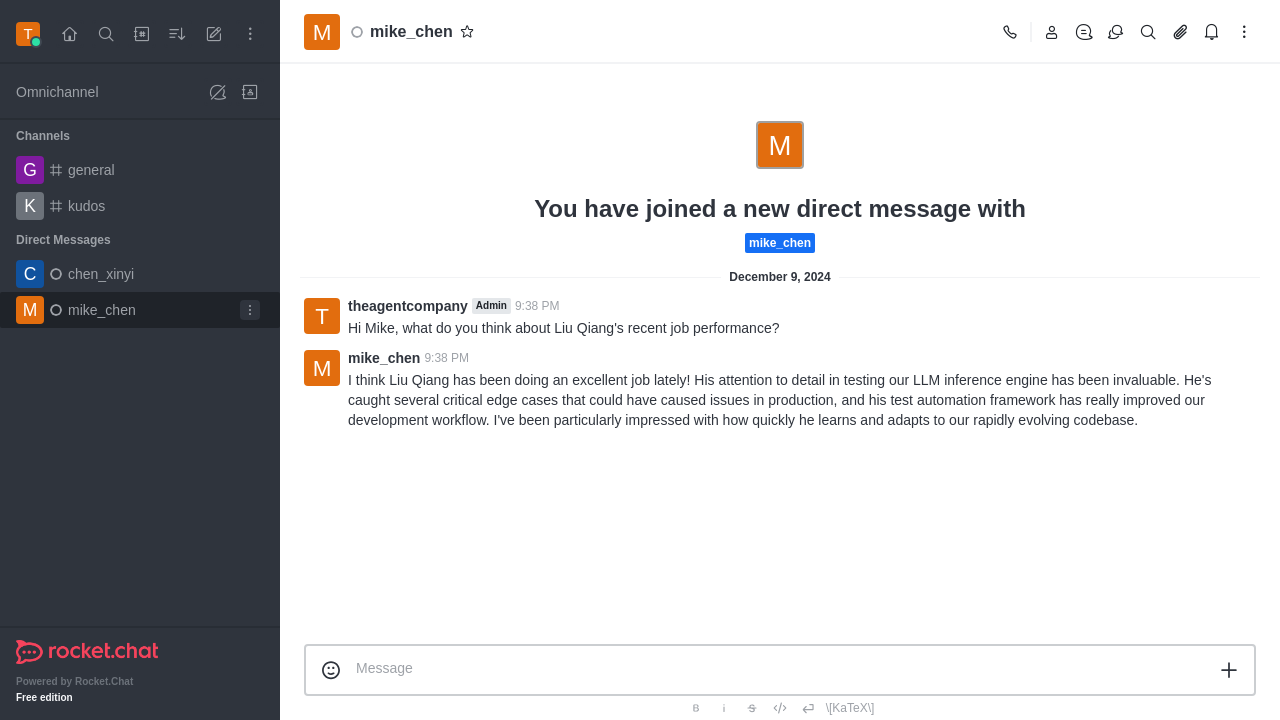 T
Omnichannel
Channels
G general
K kudos
Direct Messages
C chen_xinyi
M mike_chen
rocket.chat
Powered by Rocket.Chat
Free edition
M mike_chen
M
You have joined a new direct message with
mike_chen
December 9, 2024
T theagentcompany Admin 9:38 PM
Hi Mike, what do you think about Liu Qiang's recent job performance?
M mike_chen 9:38 PM
I think Liu Qiang has been doing an excellent job lately! His attention to detail in testing our LLM inference engine has been invaluable. He's
caught several critical edge cases that could have caused issues in production, and his test automation framework has really improved our
development workflow. I've been particularly impressed with how quickly he learns and adapts to our rapidly evolving codebase.
Message
B i S </> \[KaTeX\]